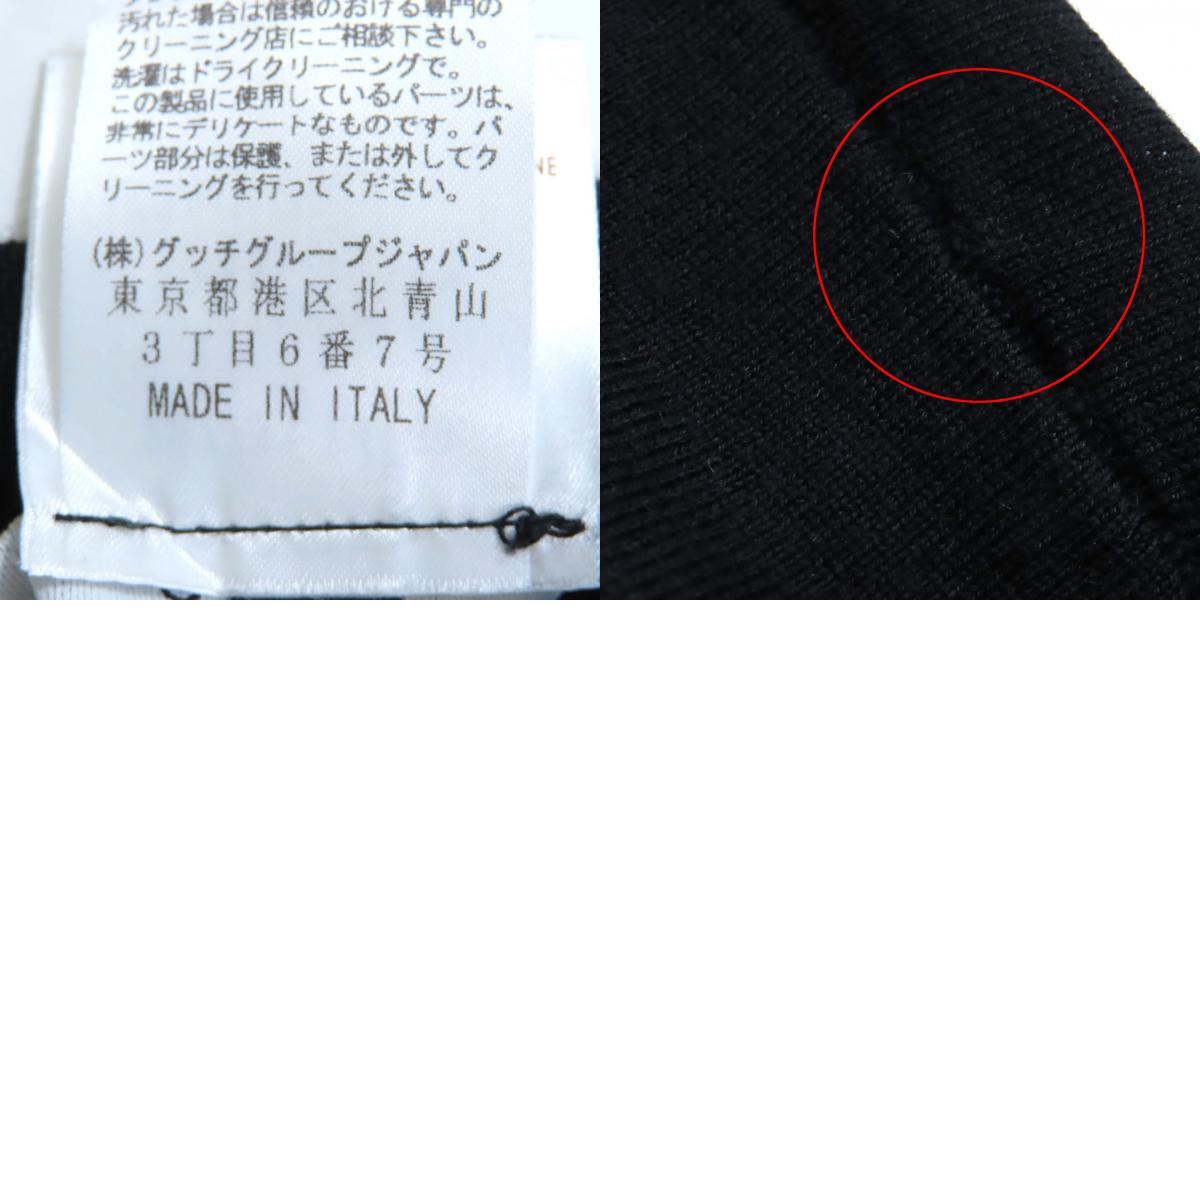 汚れた場合は信頼のおける専門の
クリーニング店にご相談下さい。
洗濯はドライクリーニングで。
この製品に使用しているパーツは、
非常にデリケートなものです。パ
ーツ部分は保護、または外してク
リーニングを行ってください。
NE
(株)グッチグループジャパン
東京都港区北青山
3丁目6番7号
MADE IN ITALY